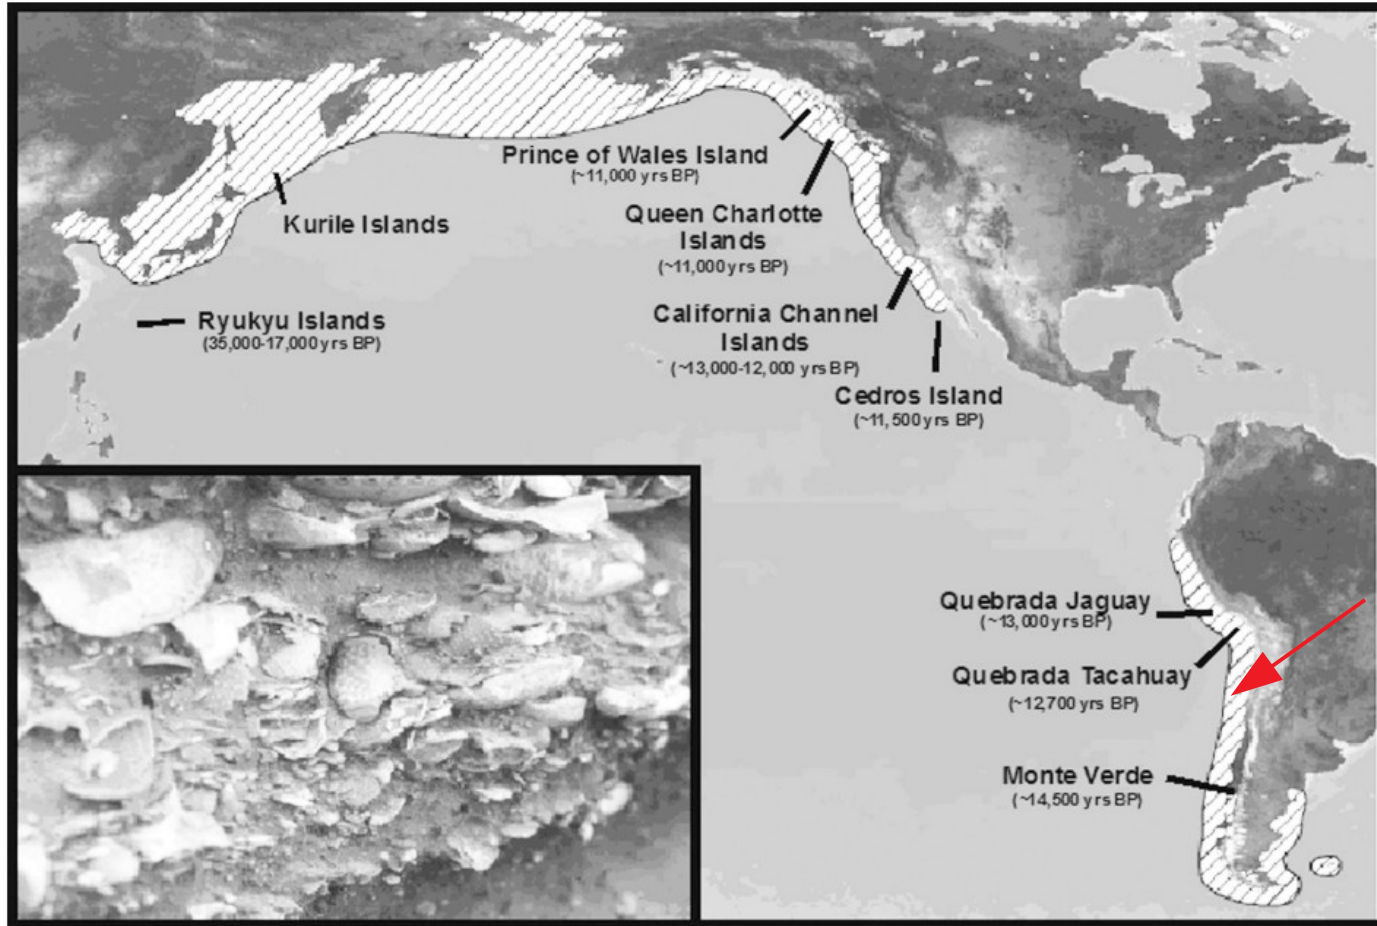 Prince of Wales Island
(~11,000 yrs BP)
Kurile Islands
Queen Charlotte
Islands
(~11,000 yrs BP)
Ryukyu Islands
(35,000-17,000 yrs BP)
California Channel
Islands
(~13,000-12,000 yrs BP)
Cedros Island
(~11,500 yrs BP)
Quebrada Jaguay
(~13,000 yrs BP)
Quebrada Tacahuay
(~12,700 yrs BP)
Monte Verde
(~14,500 yrs BP)